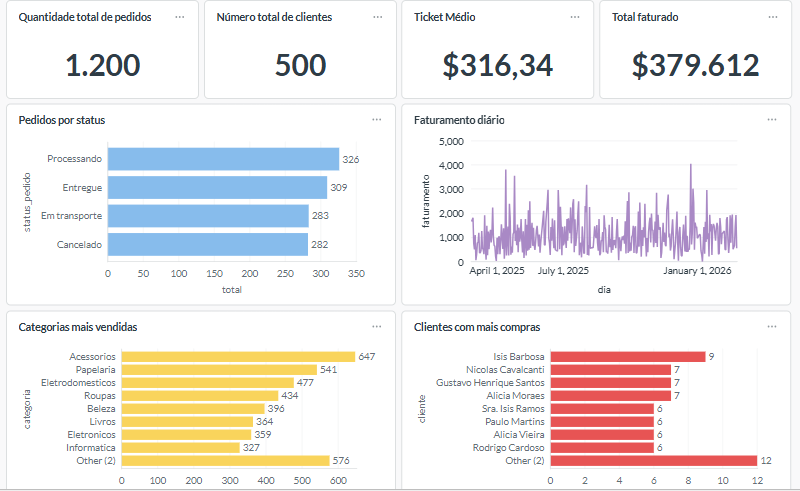 Quantidade total de pedidos ...
Número total de clientes ...
Ticket Médio ...
Total faturado ...
1.200
500
$316,34
$379.612
Pedidos por status ...
status_pedido
Processando 326
Entregue 309
Em transporte 283
Cancelado 282
0 50 100 150 200 250 300 350
total
Faturamento diário ...
faturamento
5,000
4,000
3,000
2,000
1,000
0
April 1, 2025 July 1, 2025 January 1, 2026
dia
Categorias mais vendidas ...
categoria
Acessorios 647
Papelaria 541
Eletrodomesticos 477
Roupas 434
Beleza 396
Livros 364
Eletronicos 359
Informatica 327
Other (2) 576
0 100 200 300 400 500 600
Clientes com mais compras ...
cliente
Isis Barbosa 9
Nicolas Cavalcanti 7
Gustavo Henrique Santos 7
Alicia Moraes 7
Sra. Isis Ramos 6
Paulo Martins 6
Alicia Vieira 6
Rodrigo Cardoso 6
Other (2) 12
0 2 4 6 8 10 12